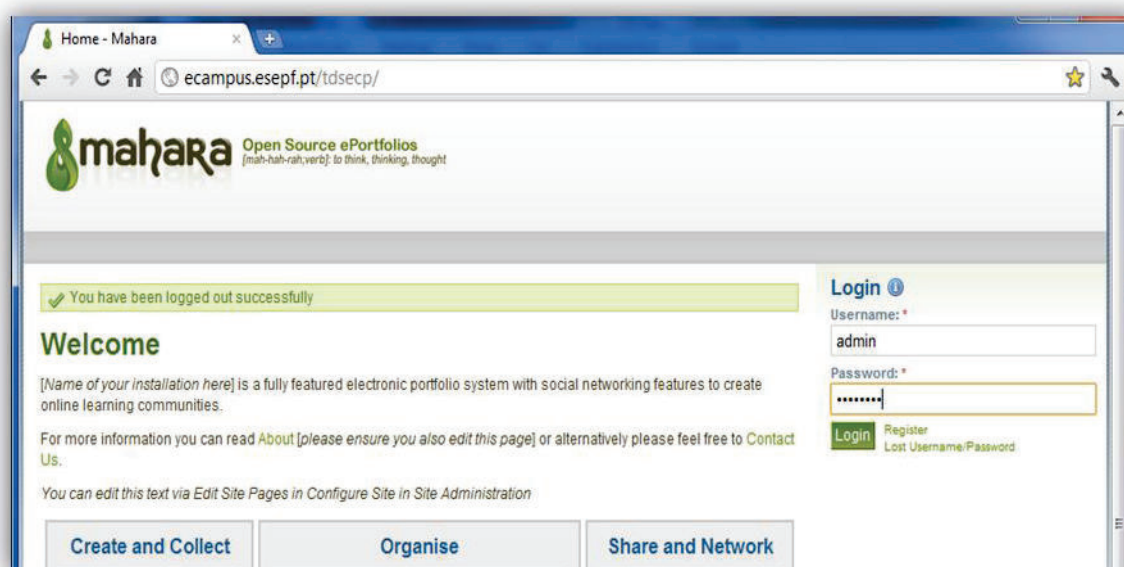 Home - Mahara
ecampus.esepf.pt/tdsecp/
mahara
Open Source ePortfolios
[mah-hah-rah;verb]: to think, thinking, thought
You have been logged out successfully
Login
Username: *
admin
Password: *
••••••••
Login
Register
Lost Username/Password
Welcome
[Name of your installation here] is a fully featured electronic portfolio system with social networking features to create
online learning communities.
For more information you can read About [please ensure you also edit this page] or alternatively please feel free to Contact
Us.
You can edit this text via Edit Site Pages in Configure Site in Site Administration
Create and Collect
Organise
Share and Network